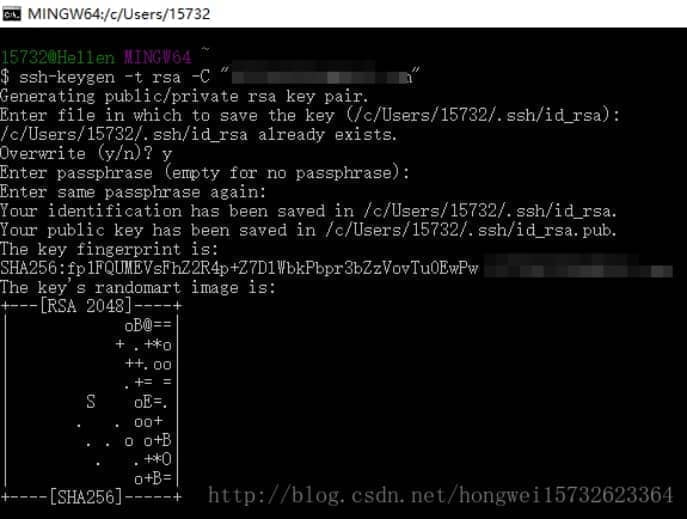 MINGW64:/c/Users/15732
15732@Hellen MINGW64 ~
$ ssh-keygen -t rsa -C "
Generating public/private rsa key pair.
Enter file in which to save the key (/c/Users/15732/.ssh/id_rsa):
/c/Users/15732/.ssh/id_rsa already exists.
Overwrite (y/n)? y
Enter passphrase (empty for no passphrase):
Enter same passphrase again:
Your identification has been saved in /c/Users/15732/.ssh/id_rsa.
Your public key has been saved in /c/Users/15732/.ssh/id_rsa.pub.
The key fingerprint is:
SHA256:fp1FQUMEVsFhZ2R4p+Z7D1WbkPbpr3bZzVovTu0EwPw
The key's randomart image is:
+---[RSA 2048]----+
|           oB@==|
|          + .+*o|
|           ++.oo|
|           .+= =|
|       S    oE=.|
|      .   . oo+ |
|       . . o o+B|
|        .   .+*O|
|            o+B=|
+----[SHA256]-----+
http://blog.csdn.net/hongwei15732623364